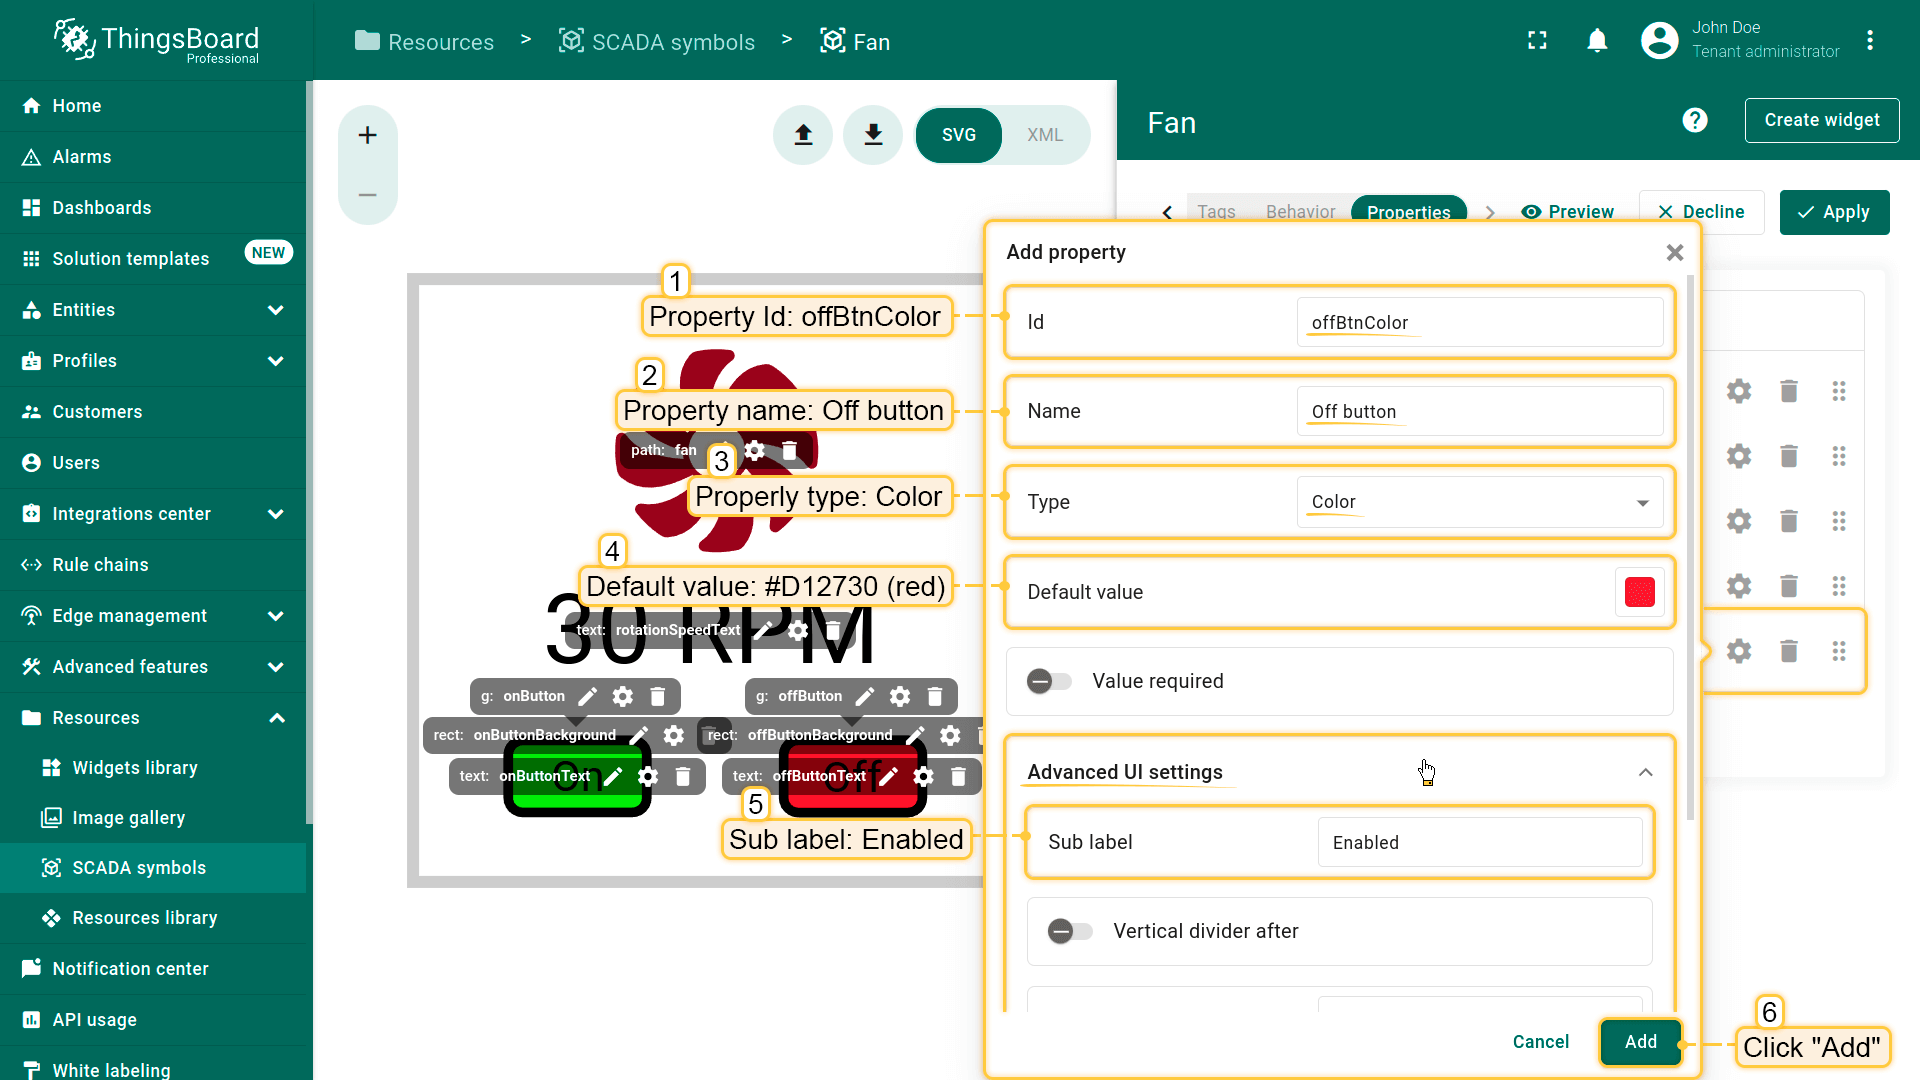 ThingsBoard
Professional
Resources > SCADA symbols > Fan
John Doe
Tenant administrator
Home
Alarms
Dashboards
Solution templates NEW
Entities
Profiles
Customers
Users
Integrations center
Rule chains
Edge management
Advanced features
Resources
Widgets library
Image gallery
SCADA symbols
Resources library
Notification center
API usage
White labeling
SVG XML
Fan
Create widget
Tags Behavior Properties Preview Decline Apply
1
Property Id: offBtnColor
2
Property name: Off button
path: fan
3
Properly type: Color
4
Default value: #D12730 (red)
30 RPM
text: rotationSpeedText
g: onButton
g: offButton
rect: onButtonBackground
rect: offButtonBackground
On
text: onButtonText
Off
text: offButtonText
5
Sub label: Enabled
Add property
Id offBtnColor
Name Off button
Type Color
Default value
Value required
Advanced UI settings
Sub label Enabled
Vertical divider after
Cancel Add
6
Click "Add"